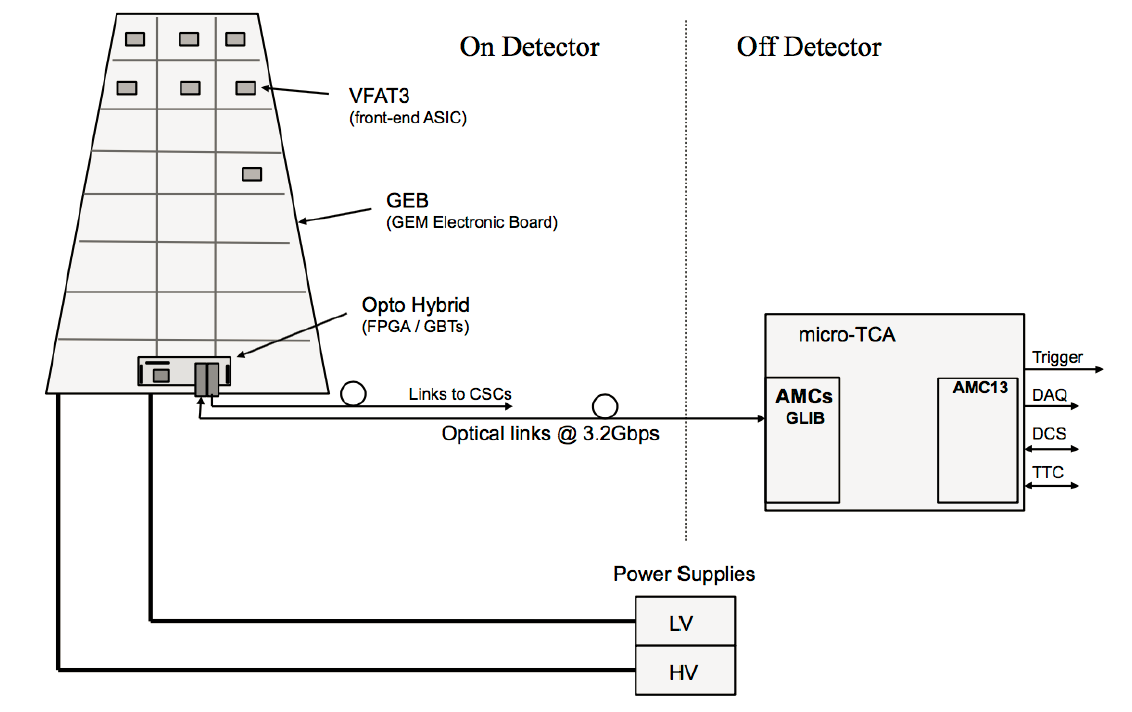 On Detector
Off Detector
VFAT3
(front-end ASIC)
GEB
(GEM Electronic Board)
Opto Hybrid
(FPGA / GBTs)
micro-TCA
Trigger
AMCs
GLIB
AMC13
DAQ
DCS
TTC
Links to CSCs
Optical links @ 3.2Gbps
Power Supplies
LV
HV